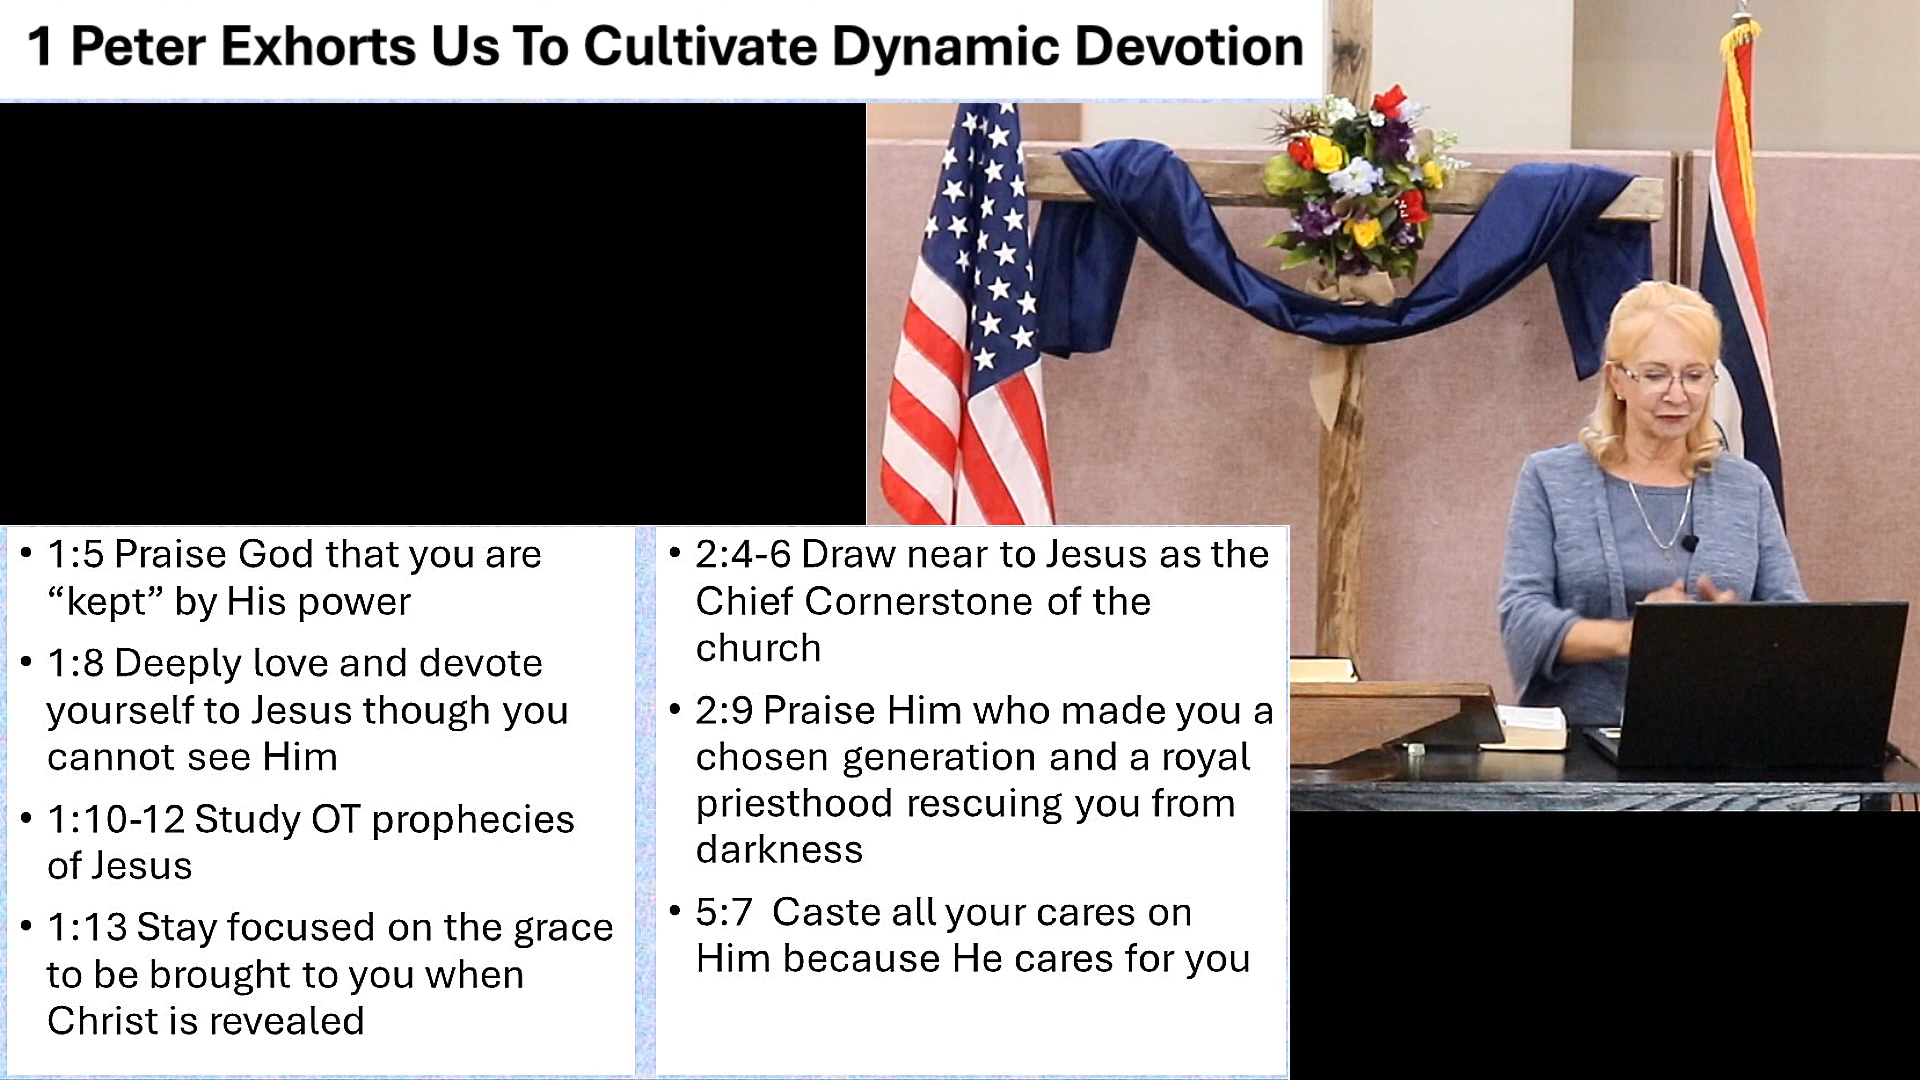 1 Peter Exhorts Us To Cultivate Dynamic Devotion
• 1:5 Praise God that you are
“kept” by His power
• 1:8 Deeply love and devote
yourself to Jesus though you
cannot see Him
• 1:10-12 Study OT prophecies
of Jesus
• 1:13 Stay focused on the grace
to be brought to you when
Christ is revealed
• 2:4-6 Draw near to Jesus as the
Chief Cornerstone of the
church
• 2:9 Praise Him who made you a
chosen generation and a royal
priesthood rescuing you from
darkness
• 5:7  Caste all your cares on
Him because He cares for you